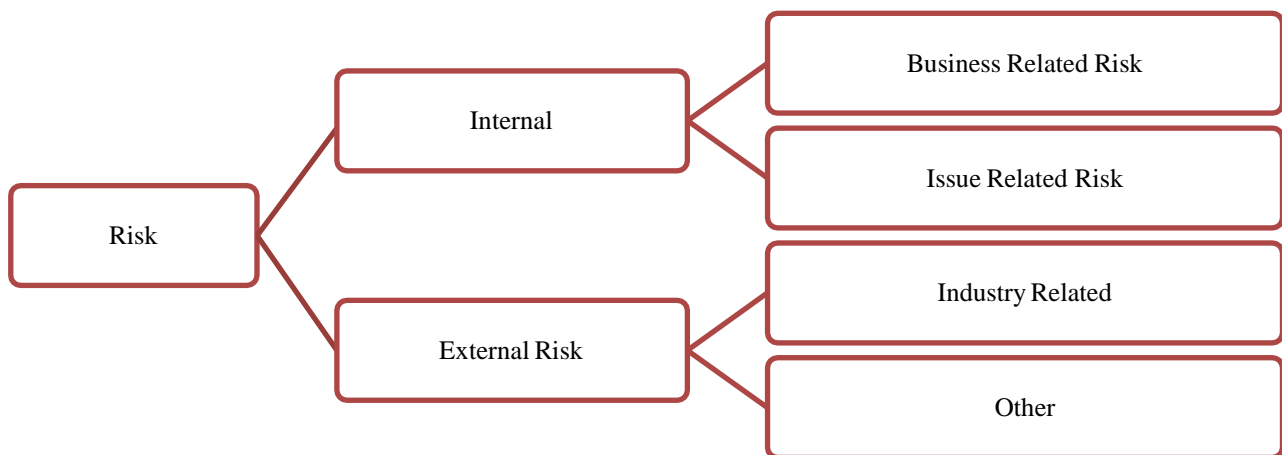 Risk
Internal
Business Related Risk
Issue Related Risk
External Risk
Industry Related
Other